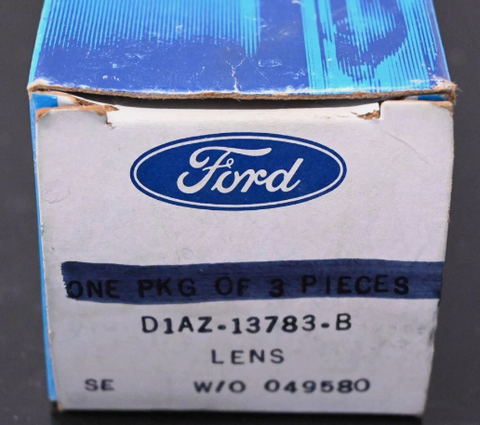 Ford
ONE PKG OF 3 PIECES
D1AZ-13783-B
LENS
SE W/O 049580